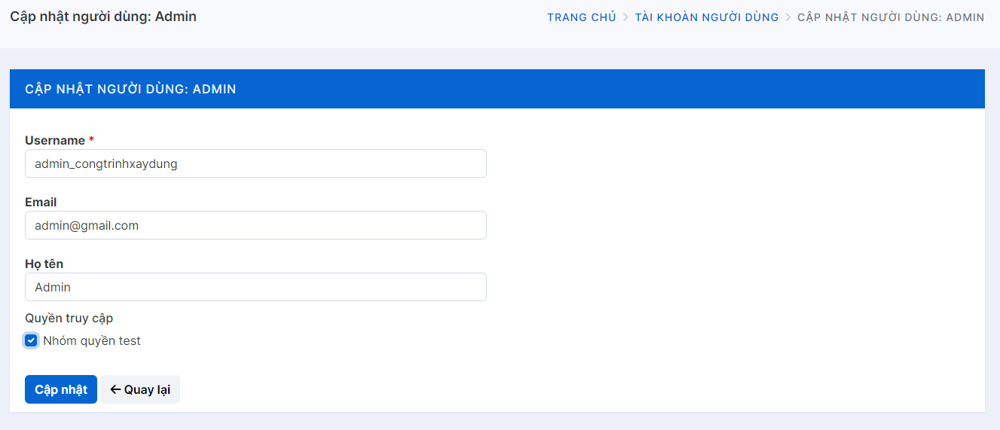 Cập nhật người dùng: Admin
TRANG CHỦ > TÀI KHOẢN NGƯỜI DÙNG > CẬP NHẬT NGƯỜI DÙNG: ADMIN
CẬP NHẬT NGƯỜI DÙNG: ADMIN
Username *
admin_congtrinhxaydung
Email
admin@gmail.com
Họ tên
Admin
Quyền truy cập
Nhóm quyền test
Cập nhật ← Quay lại